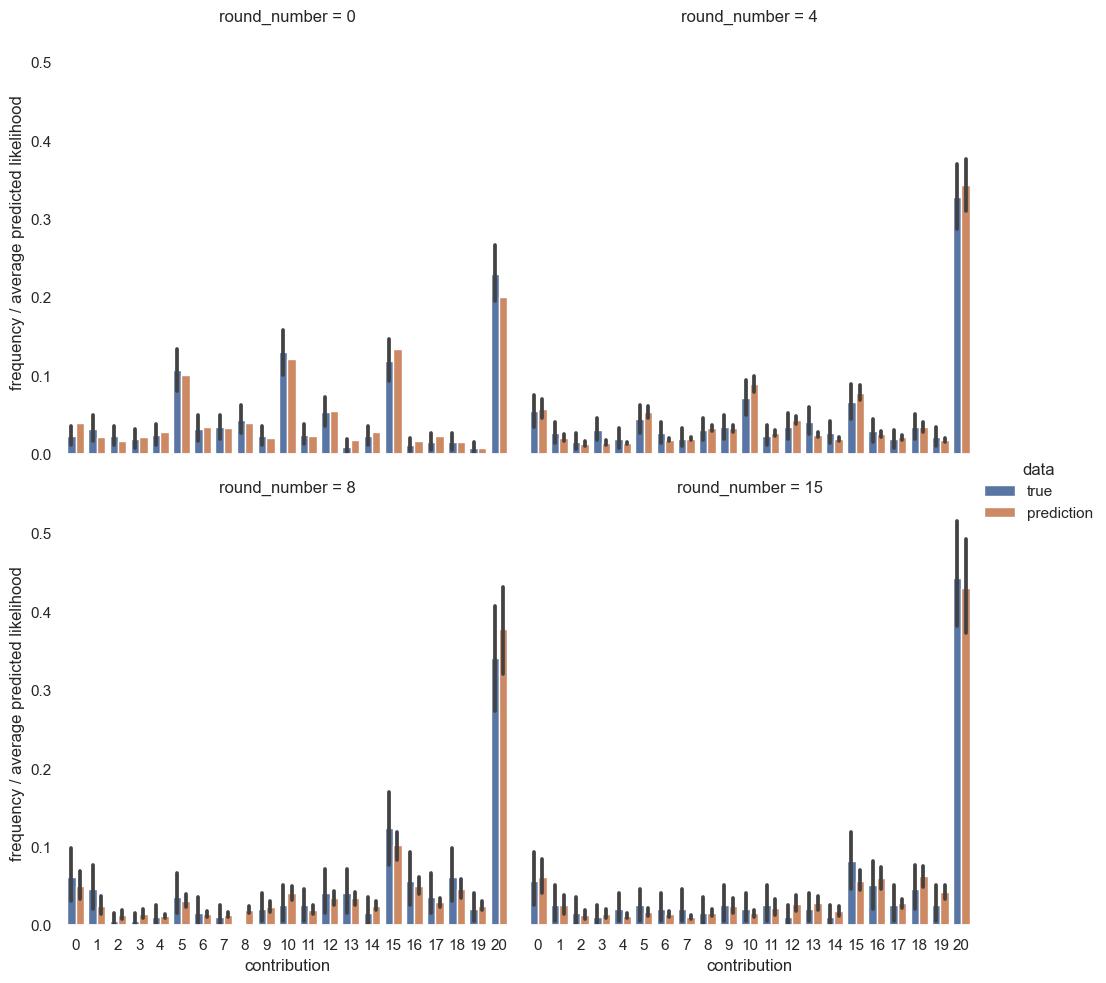 round_number = 0
round_number = 4
frequency / average predicted likelihood
0.5
0.4
0.3
0.2
0.1
0.0
round_number = 8
round_number = 15
frequency / average predicted likelihood
0.5
0.4
0.3
0.2
0.1
0.0
0 1 2 3 4 5 6 7 8 9 10 11 12 13 14 15 16 17 18 19 20
contribution
0 1 2 3 4 5 6 7 8 9 10 11 12 13 14 15 16 17 18 19 20
contribution
data
true
prediction